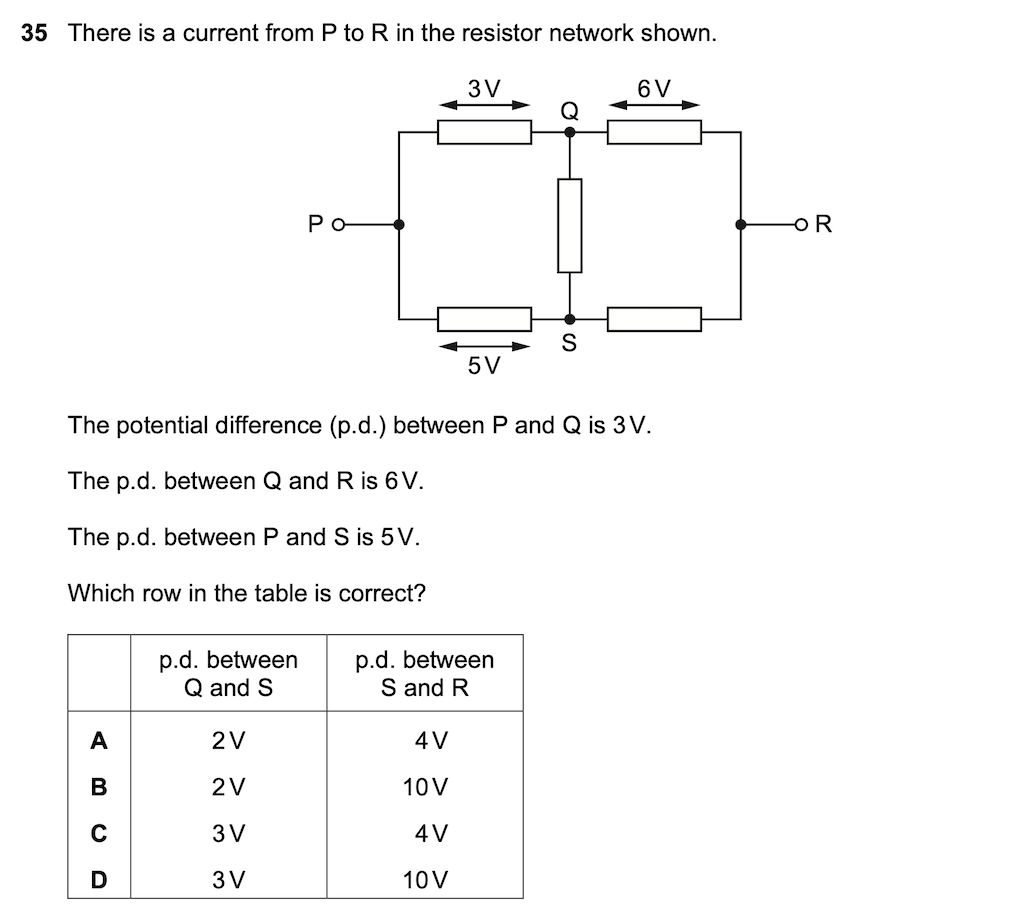 35 There is a current from P to R in the resistor network shown.
3 V 6 V
Q
P R
S
5 V
The potential difference (p.d.) between P and Q is 3 V.
The p.d. between Q and R is 6 V.
The p.d. between P and S is 5 V.
Which row in the table is correct?
p.d. between p.d. between
Q and S S and R
A 2 V 4 V
B 2 V 10 V
C 3 V 4 V
D 3 V 10 V